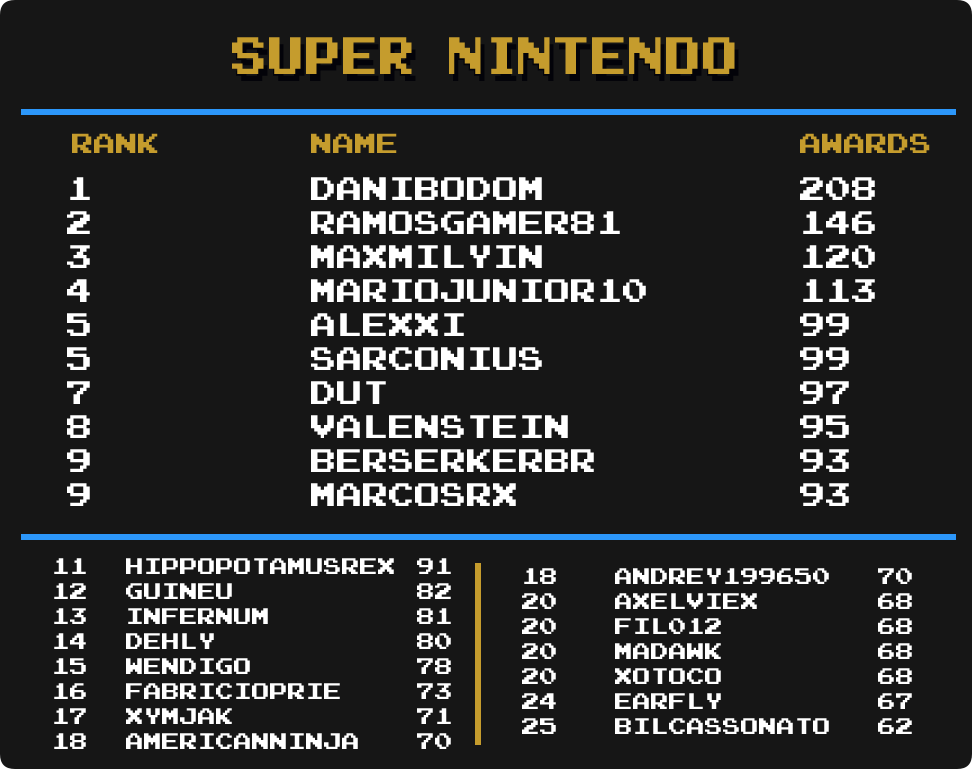 SUPER NINTENDO
RANK NAME AWARDS
1 DANIBODOM 208
2 RAMOSGAMER81 146
3 MAXMILYIN 120
4 MARIOJUNIOR10 113
5 ALEXXI 99
5 SARCONIUS 99
7 DUT 97
8 VALENSTEIN 95
9 BERSERKERBR 93
9 MARCOSRX 93
11 HIPPOPOTAMUSREX 91
12 GUINEU 82
13 INFERNUM 81
14 DEHLY 80
15 WENDIGO 78
16 FABRICIOPRIE 73
17 XYMJAK 71
18 AMERICANNINJA 70
18 ANDREY199650 70
20 AXELVIEX 68
20 FILO12 68
20 MADAWK 68
20 XOTOCO 68
24 EARFLY 67
25 BILCASSONATO 62